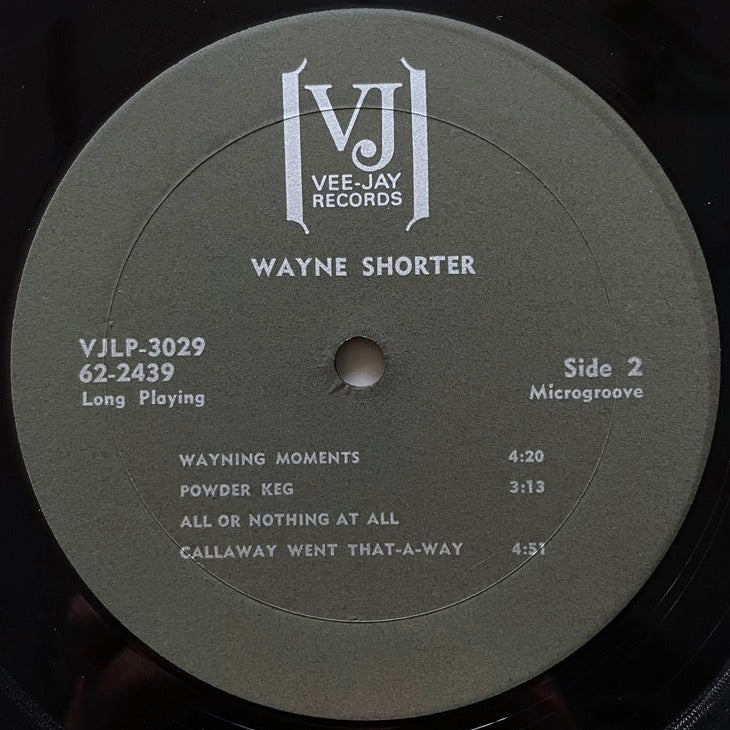 VJ
VEE-JAY
RECORDS
WAYNE SHORTER
VJLP-3029
62-2439
Long Playing
Side 2
Microgroove
WAYNING MOMENTS 4:20
POWDER KEG 3:13
ALL OR NOTHING AT ALL
CALLAWAY WENT THAT-A-WAY 4:51